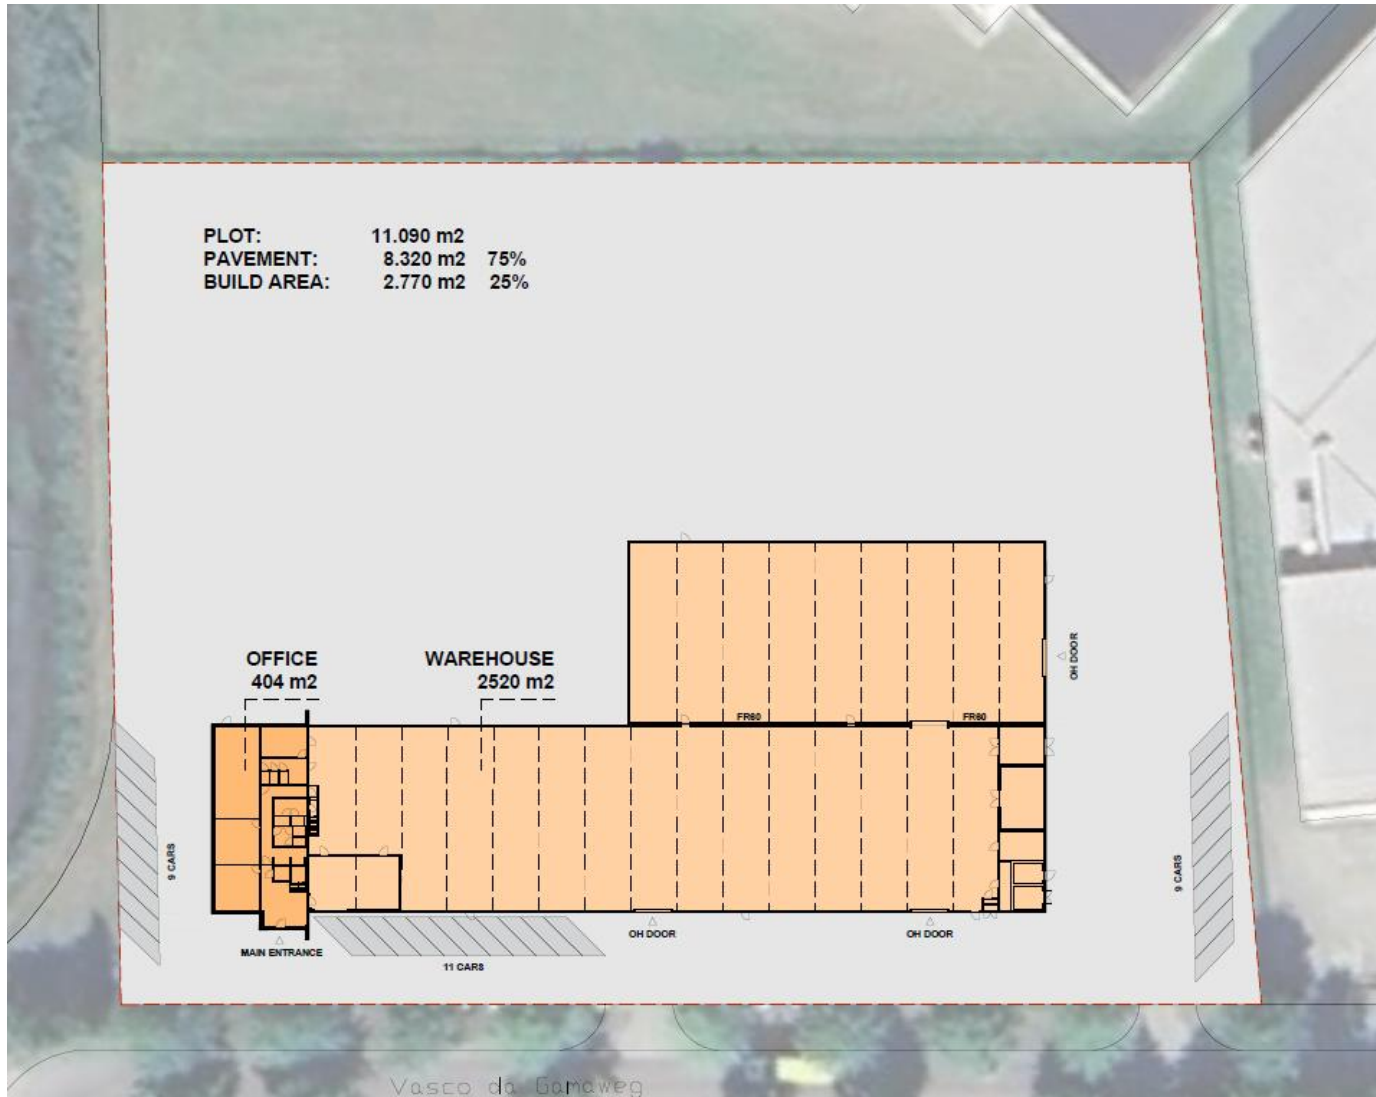 PLOT: 11.090 m2
PAVEMENT: 8.320 m2 75%
BUILD AREA: 2.770 m2 25%
OFFICE
404 m2
WAREHOUSE
2520 m2
OH DOOR
FR60
FR60
9 CARS
9 CARS
MAIN ENTRANCE
11 CARS
OH DOOR
OH DOOR
Vasco da Gamaweg